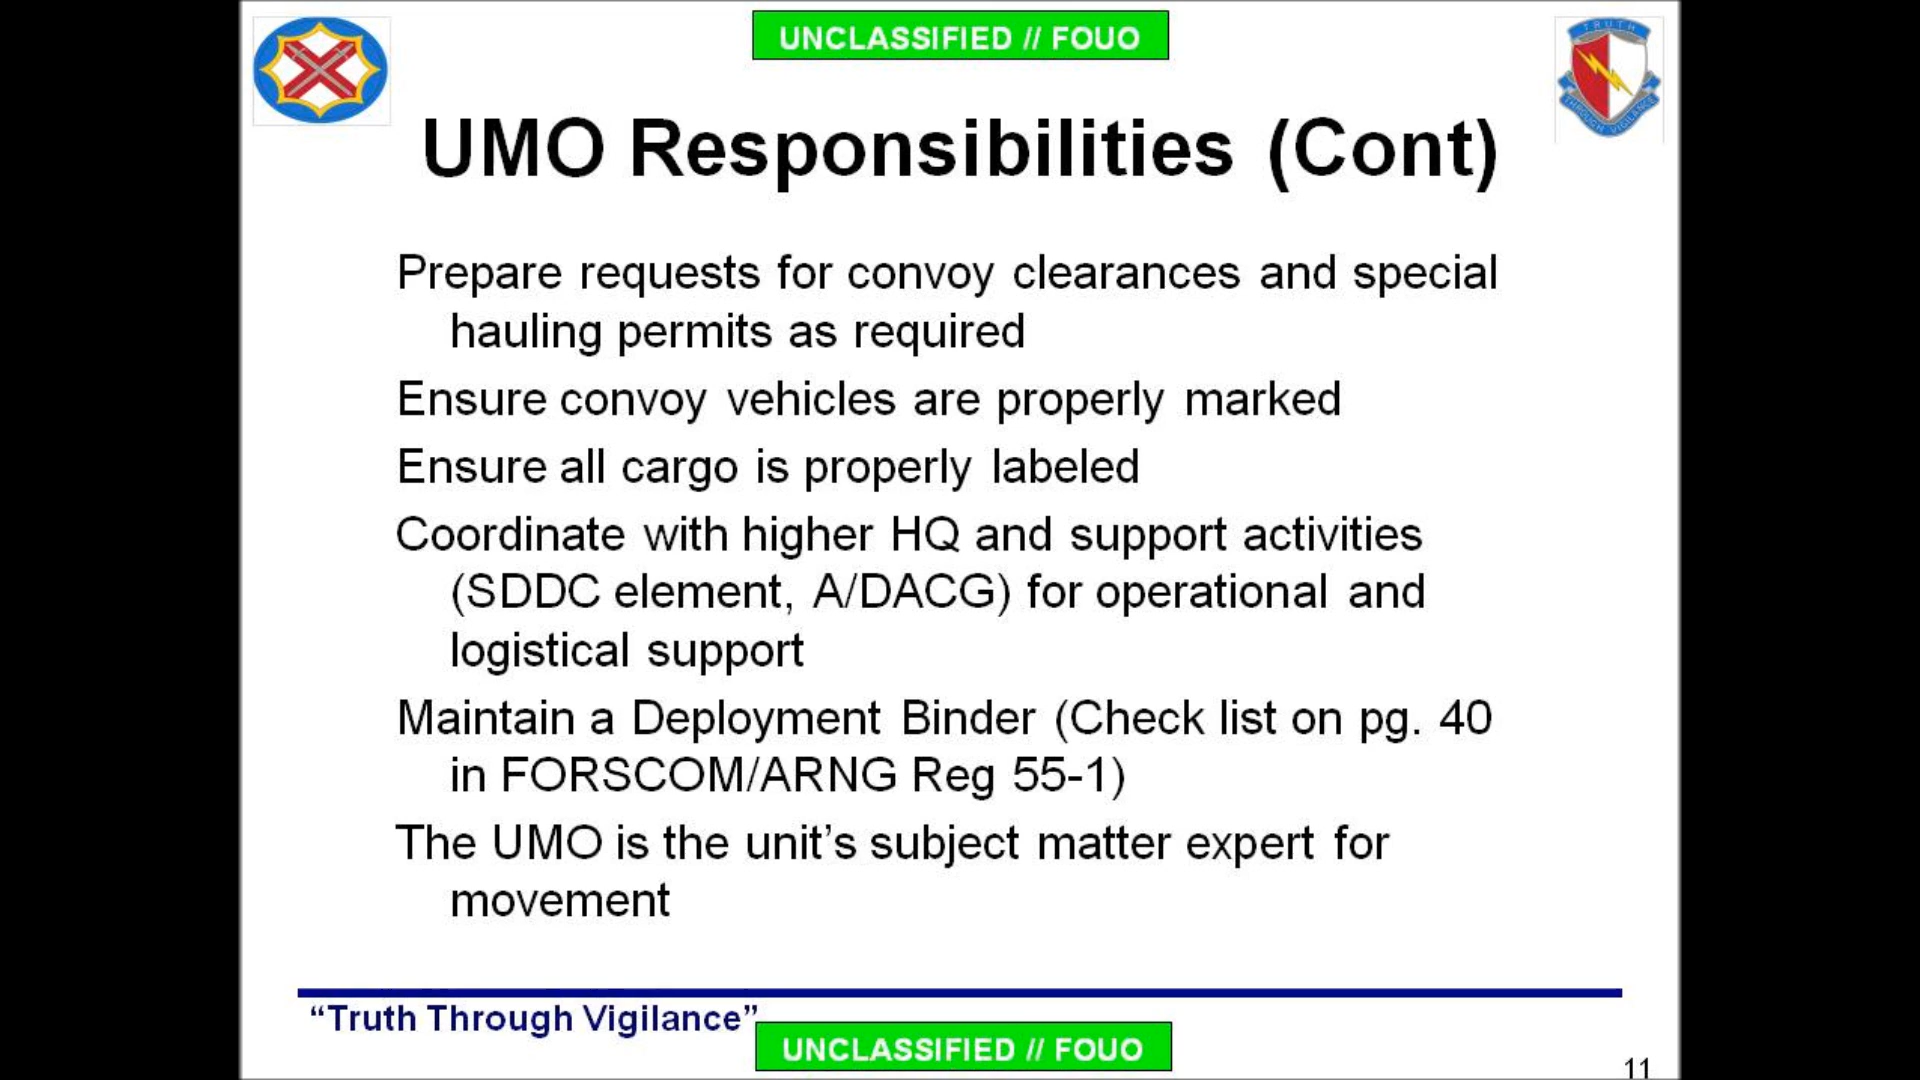 UNCLASSIFIED // FOUO
TRUTH
THROUGH VIGILANCE
UMO Responsibilities (Cont)
Prepare requests for convoy clearances and special
hauling permits as required
Ensure convoy vehicles are properly marked
Ensure all cargo is properly labeled
Coordinate with higher HQ and support activities
(SDDC element, A/DACG) for operational and
logistical support
Maintain a Deployment Binder (Check list on pg. 40
in FORSCOM/ARNG Reg 55-1)
The UMO is the unit’s subject matter expert for
movement
“Truth Through Vigilance”
UNCLASSIFIED // FOUO
11